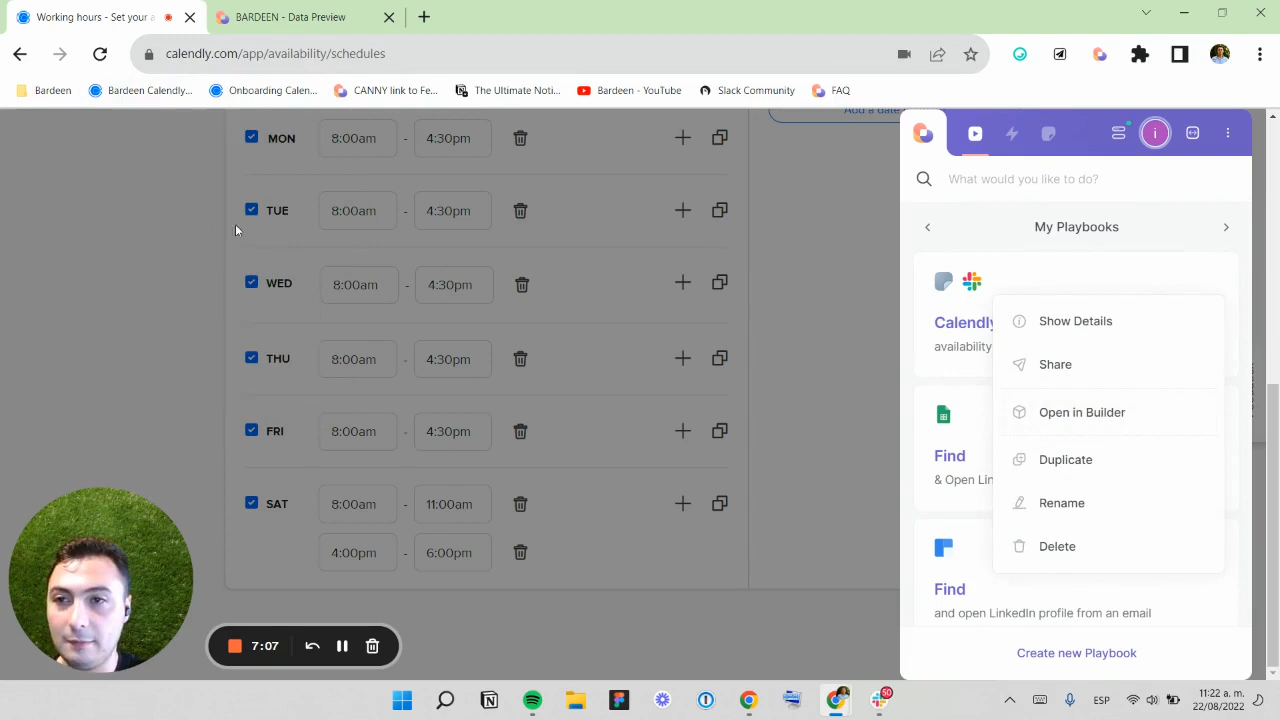 Working hours - Set your a
BARDEEN - Data Preview
calendly.com/app/availability/schedules
Bardeen
Bardeen Calendly...
Onboarding Calen...
CANNY link to Fe...
The Ultimate Noti...
Bardeen - YouTube
Slack Community
FAQ
Add a date
MON 8:00am - 4:30pm
TUE 8:00am - 4:30pm
WED 8:00am - 4:30pm
THU 8:00am - 4:30pm
FRI 8:00am - 4:30pm
SAT 8:00am - 11:00am
4:00pm - 6:00pm
7:07
i
What would you like to do?
My Playbooks
Calendly
availability
Show Details
Share
Open in Builder
Duplicate
Rename
Delete
Find
& Open Lin
Find
and open LinkedIn profile from an email
Create new Playbook
50
ESP
11:22 a. m.
22/08/2022